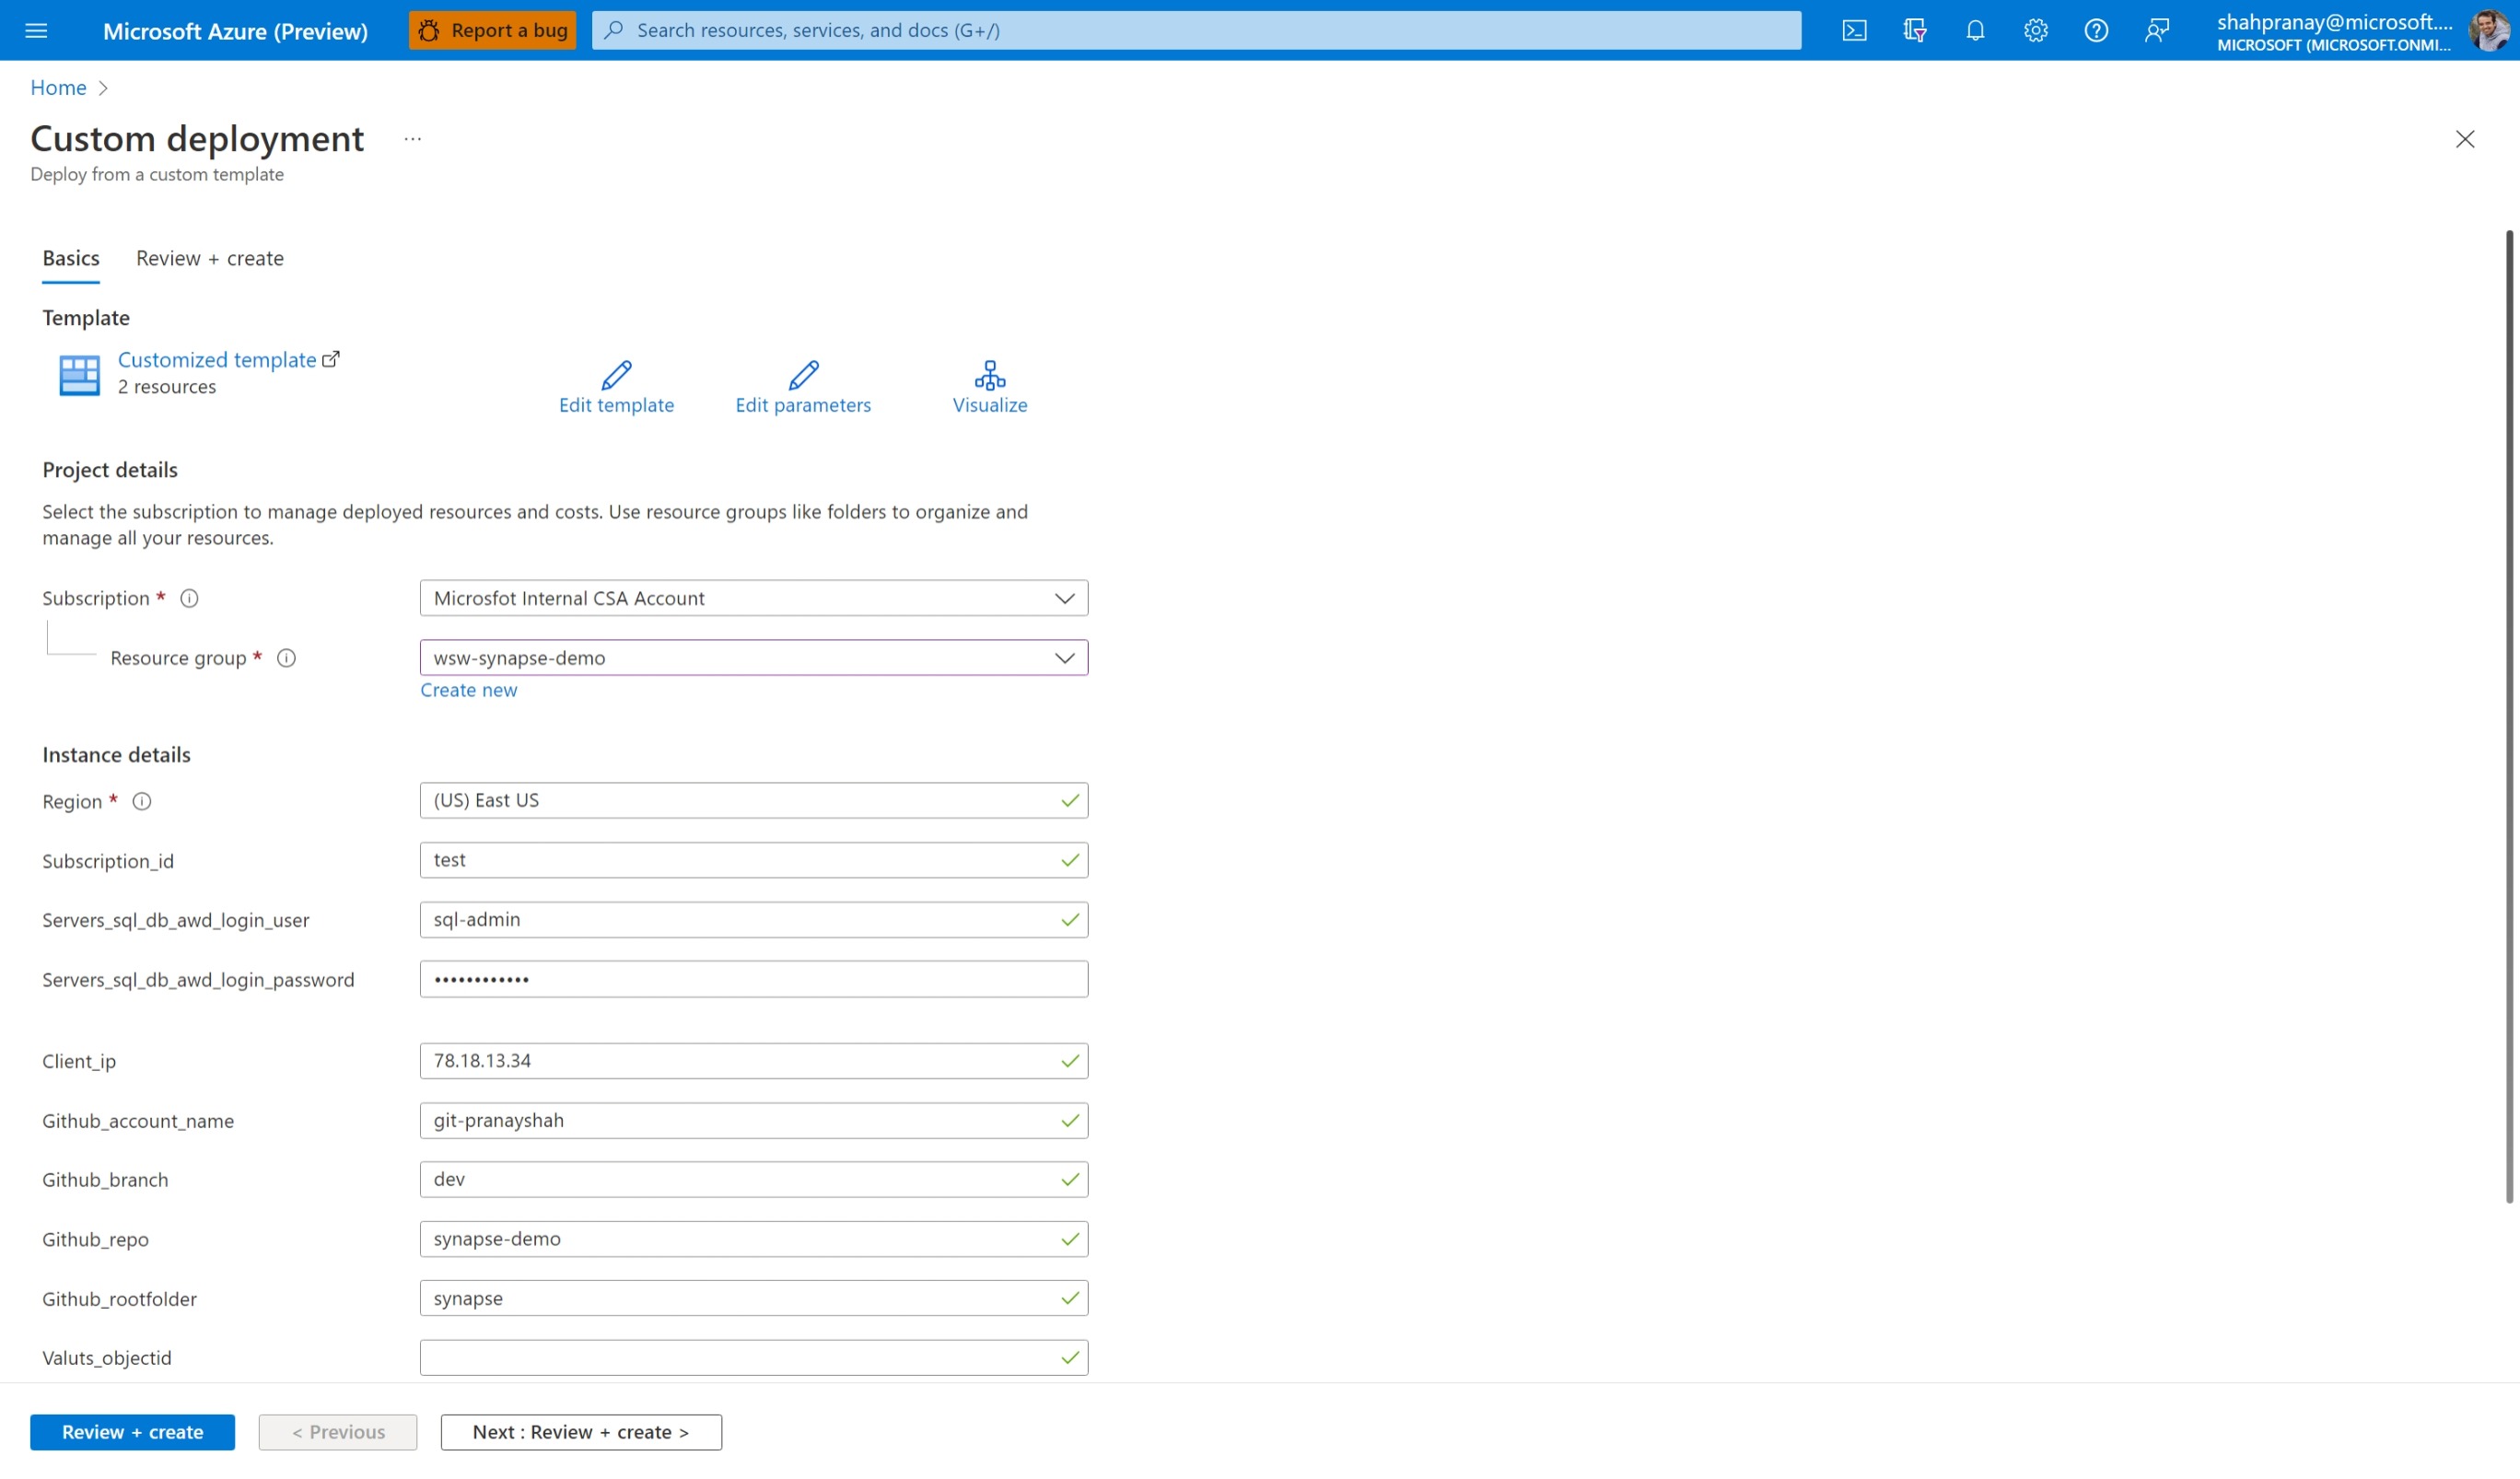 Microsoft Azure (Preview)
Report a bug
Search resources, services, and docs (G+/)
shahpranay@microsoft....
MICROSOFT (MICROSOFT.ONMI...
Home >
Custom deployment ...
Deploy from a custom template
Basics
Review + create
Template
Customized template
2 resources
Edit template
Edit parameters
Visualize
Project details
Select the subscription to manage deployed resources and costs. Use resource groups like folders to organize and
manage all your resources.
Subscription *
Microsfot Internal CSA Account
Resource group *
wsw-synapse-demo
Create new
Instance details
Region *
(US) East US
Subscription_id
test
Servers_sql_db_awd_login_user
sql-admin
Servers_sql_db_awd_login_password
••••••••••••
Client_ip
78.18.13.34
Github_account_name
git-pranayshah
Github_branch
dev
Github_repo
synapse-demo
Github_rootfolder
synapse
Valuts_objectid
Review + create
< Previous
Next : Review + create >